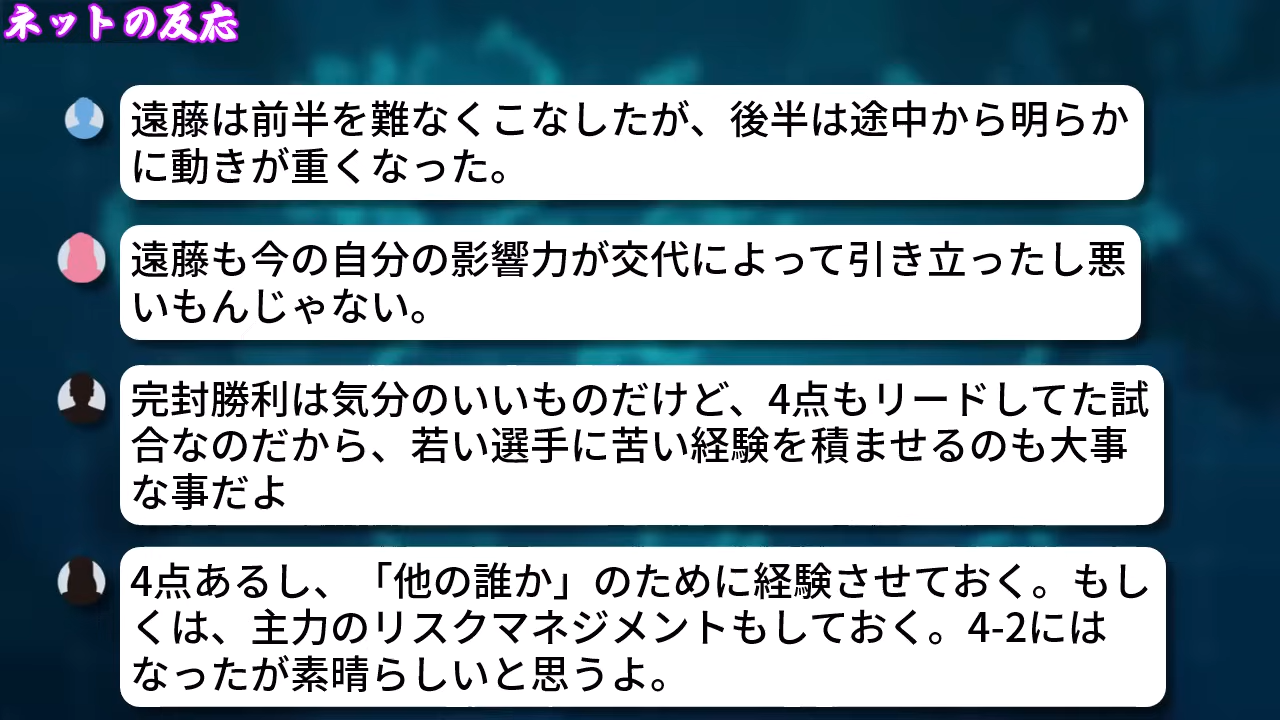 ネットの反応
遠藤は前半を難なくこなしたが、後半は途中から明らか
に動きが重くなった。
遠藤も今の自分の影響力が交代によって引き立ったし悪
いもんじゃない。
完封勝利は気分のいいものだけど、4点もリードしてた試
合なのだから、若い選手に苦い経験を積ませるのも大事
な事だよ
4点あるし、「他の誰か」のために経験させておく。もし
くは、主力のリスクマネジメントもしておく。4-2には
なったが素晴らしいと思うよ。